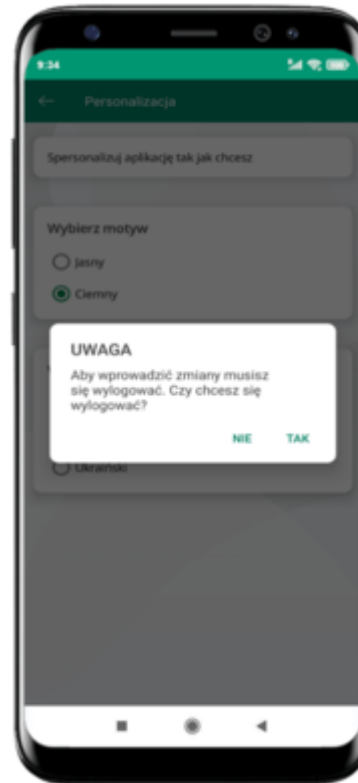 9:34
Personalizacja
Spersonalizuj aplikację tak jak chcesz
Wybierz motyw
Jasny
Ciemny
UWAGA
Aby wprowadzić zmiany musisz
się wylogować. Czy chcesz się
wylogować?
NIE TAK
Ukraiński